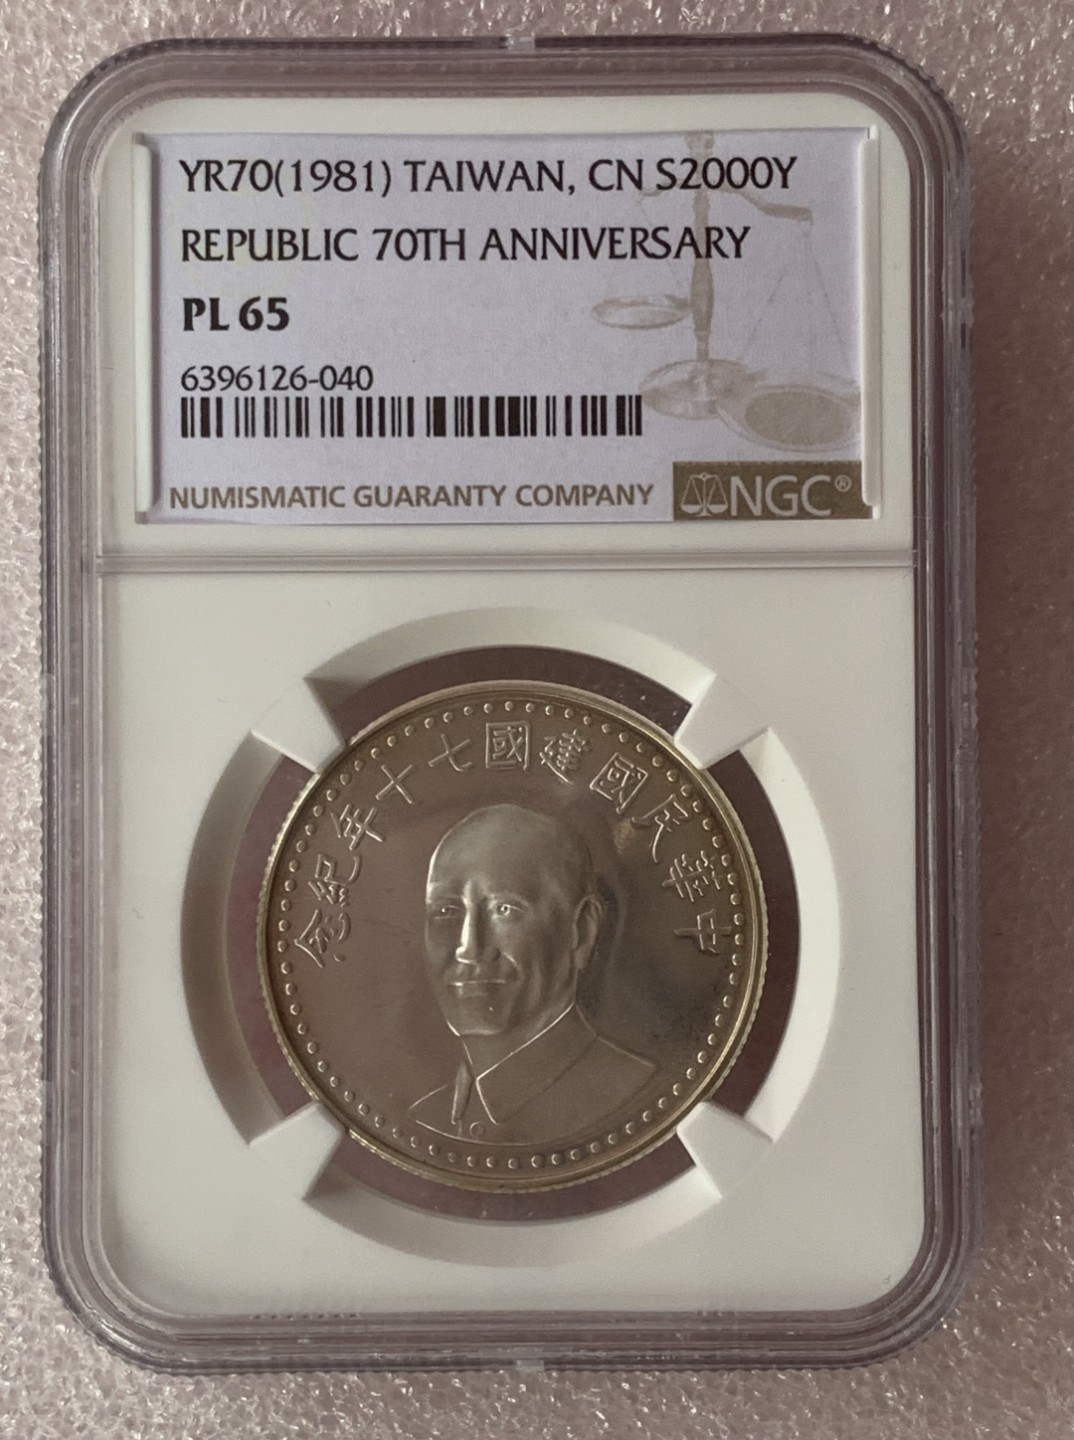 YR70(1981) TAIWAN, CN S2000Y
REPUBLIC 70TH ANNIVERSARY
PL 65
6396126-040
NUMISMATIC GUARANTY COMPANY
NGC®
中華民國建國七十年紀念